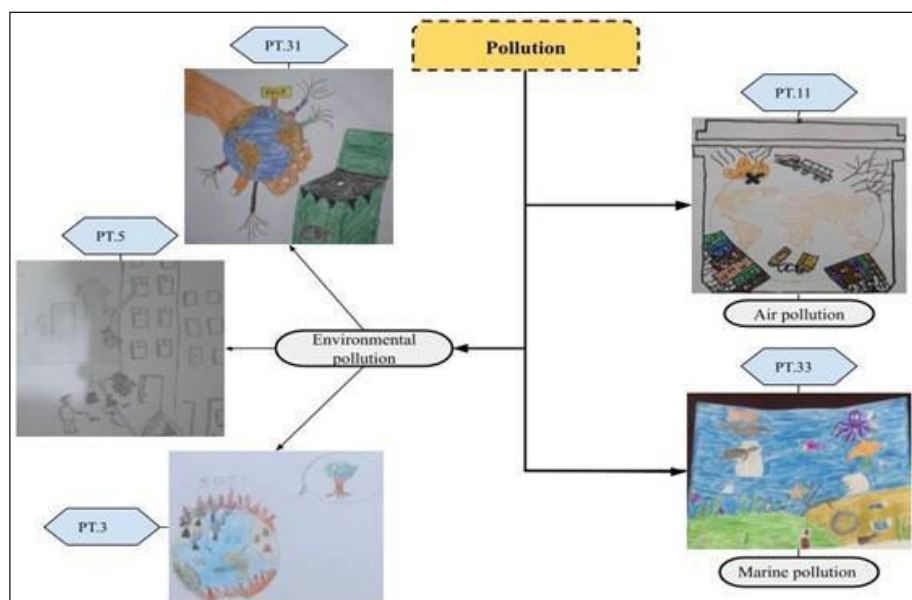 Pollution
PT.31
PT.11
PT.5
Air pollution
Environmental
pollution
PT.33
PT.3
Marine pollution